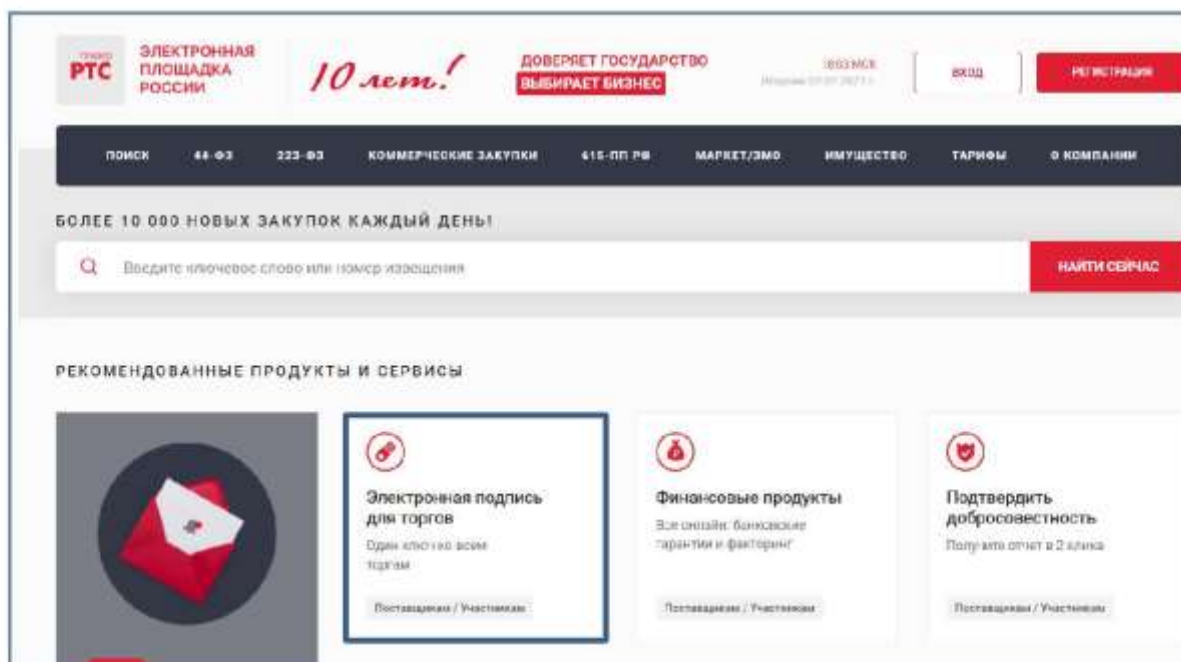 тендер
РТС
ЭЛЕКТРОННАЯ
ПЛОЩАДКА
РОССИИ
10 лет!
ДОВЕРЯЕТ ГОСУДАРСТВО
ВЫБИРАЕТ БИЗНЕС
ВХОД
РЕГИСТРАЦИЯ
ПОИСК 44-ФЗ 223-ФЗ КОММЕРЧЕСКИЕ ЗАКУПКИ 615-ПП РФ МАРКЕТ/ЗМО ИМУЩЕСТВО ТАРИФЫ О КОМПАНИИ
БОЛЕЕ 10 000 НОВЫХ ЗАКУПОК КАЖДЫЙ ДЕНЬ!
Введите ключевое слово или номер извещения
НАЙТИ СЕЙЧАС
РЕКОМЕНДОВАННЫЕ ПРОДУКТЫ И СЕРВИСЫ
Электронная подпись
для торгов
Один ключ ко всем
торгам
Поставщикам / Участникам
Финансовые продукты
Все онлайн: банковские
гарантии и факторинг
Поставщикам / Участникам
Подтвердить
добросовестность
Получите отчет в 2 клика
Поставщикам / Участникам